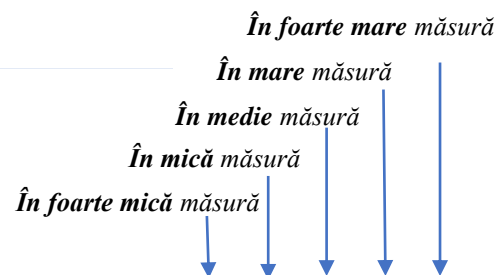 În foarte mare măsură
În mare măsură
În medie măsură
În mică măsură
În foarte mică măsură